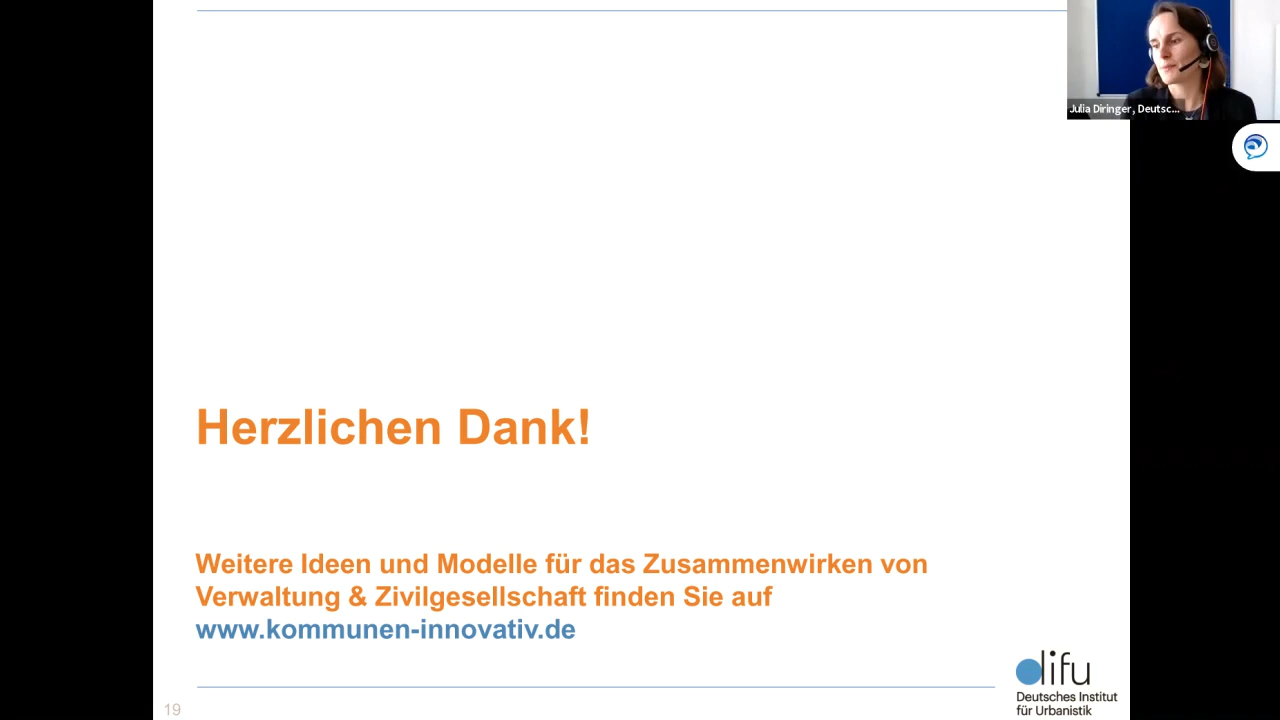 Julia Diringer, Deutsc...
Herzlichen Dank!
Weitere Ideen und Modelle für das Zusammenwirken von
Verwaltung & Zivilgesellschaft finden Sie auf
www.kommunen-innovativ.de
difu
Deutsches Institut
für Urbanistik
19